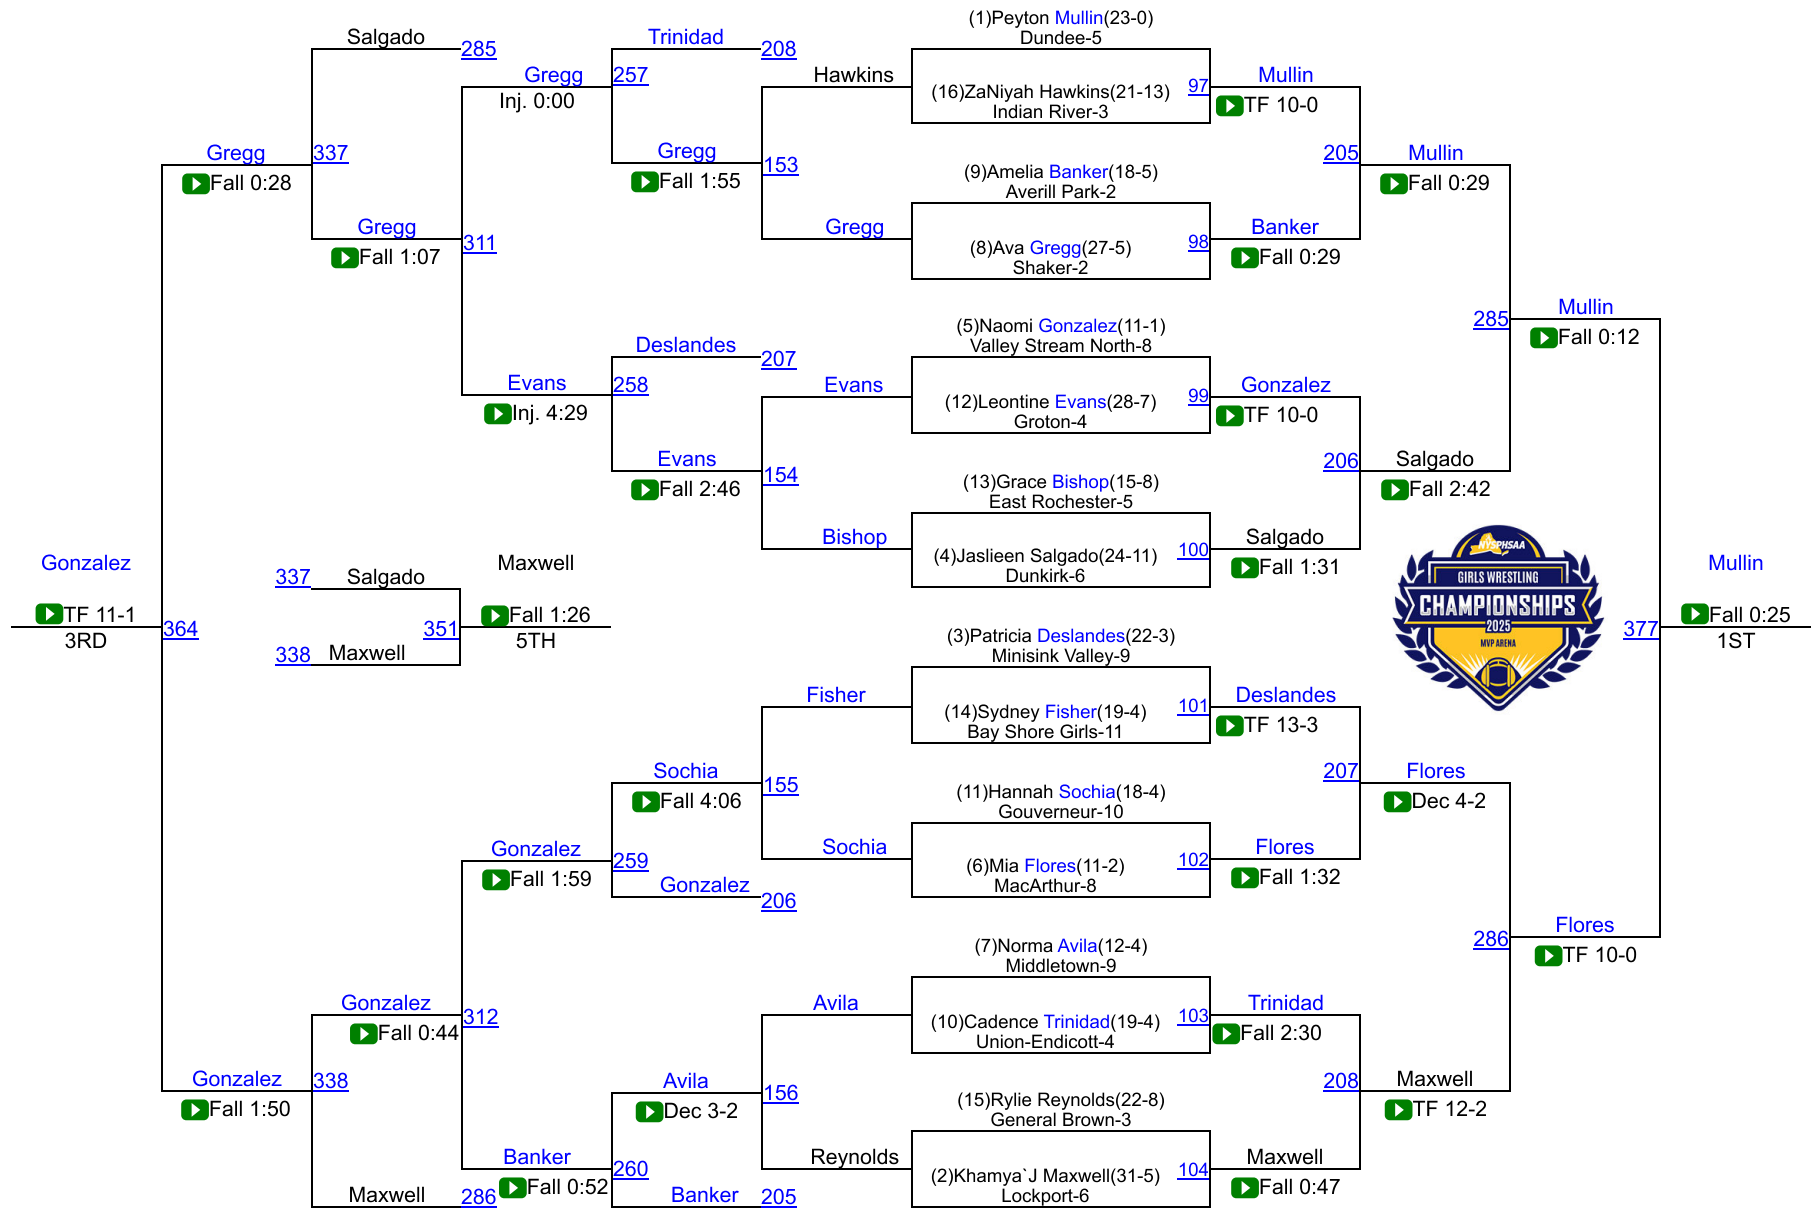 (1)Peyton Mullin(23-0)
Dundee-5
Salgado
285
Trinidad
208
Gregg
257
Inj. 0:00
Hawkins
(16)ZaNiyah Hawkins(21-13)
Indian River-3
97
Mullin
TF 10-0
Gregg
337
Fall 0:28
Gregg
153
Fall 1:55
(9)Amelia Banker(18-5)
Averill Park-2
205
Mullin
Fall 0:29
Gregg
311
Fall 1:07
Gregg
(8)Ava Gregg(27-5)
Shaker-2
98
Banker
Fall 0:29
(5)Naomi Gonzalez(11-1)
Valley Stream North-8
285
Mullin
Fall 0:12
Deslandes
207
Evans
258
Inj. 4:29
Evans
(12)Leontine Evans(28-7)
Groton-4
99
Gonzalez
TF 10-0
Evans
154
Fall 2:46
(13)Grace Bishop(15-8)
East Rochester-5
206
Salgado
Fall 2:42
Bishop
(4)Jaslieen Salgado(24-11)
Dunkirk-6
100
Salgado
Fall 1:31
NYSPHSAA
GIRLS WRESTLING
CHAMPIONSHIPS
2025
MVP ARENA
Gonzalez
TF 11-1
3RD
364
337
Salgado
338
Maxwell
351
Maxwell
Fall 1:26
5TH
Mullin
377
Fall 0:25
1ST
(3)Patricia Deslandes(22-3)
Minisink Valley-9
Fisher
(14)Sydney Fisher(19-4)
Bay Shore Girls-11
101
Deslandes
TF 13-3
Sochia
155
Fall 4:06
(11)Hannah Sochia(18-4)
Gouverneur-10
207
Flores
Dec 4-2
Gonzalez
259
Fall 1:59
Gonzalez
206
Sochia
(6)Mia Flores(11-2)
MacArthur-8
102
Flores
Fall 1:32
(7)Norma Avila(12-4)
Middletown-9
286
Flores
TF 10-0
Gonzalez
312
Fall 0:44
Avila
(10)Cadence Trinidad(19-4)
Union-Endicott-4
103
Trinidad
Fall 2:30
Gonzalez
338
Fall 1:50
Avila
156
Dec 3-2
(15)Rylie Reynolds(22-8)
General Brown-3
208
Maxwell
TF 12-2
Banker
260
Fall 0:52
Reynolds
(2)Khamya`J Maxwell(31-5)
Lockport-6
104
Maxwell
Fall 0:47
Maxwell
286
Banker
205